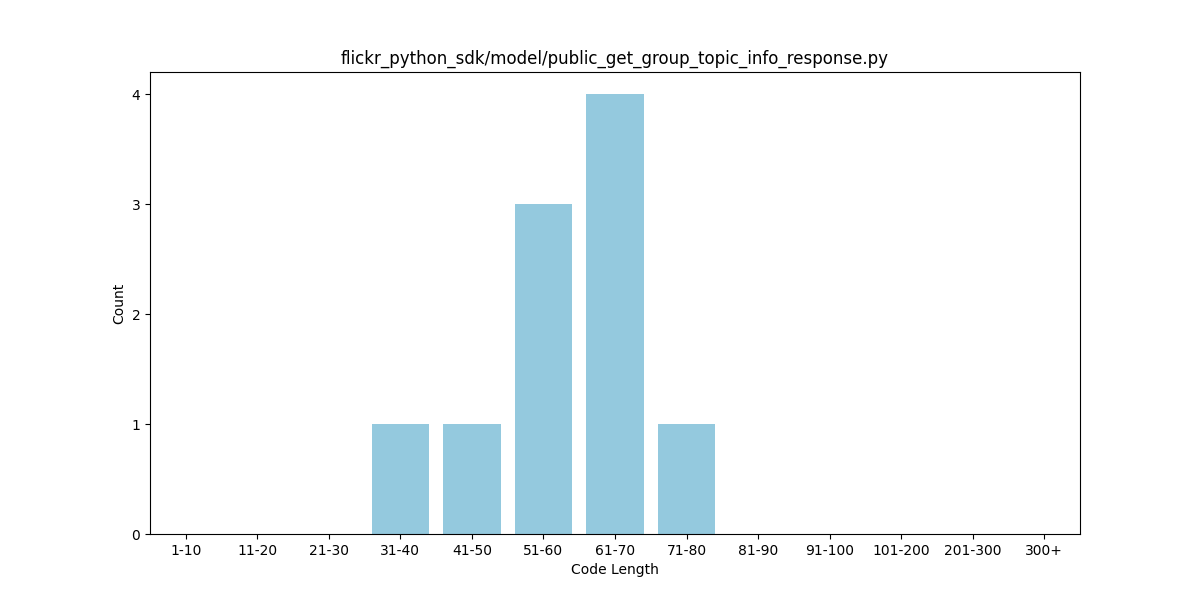 flickr_python_sdk/model/public_get_group_topic_info_response.py
4
3
2
1
0
Count
1-10 11-20 21-30 31-40 41-50 51-60 61-70 71-80 81-90 91-100 101-200 201-300 300+
Code Length